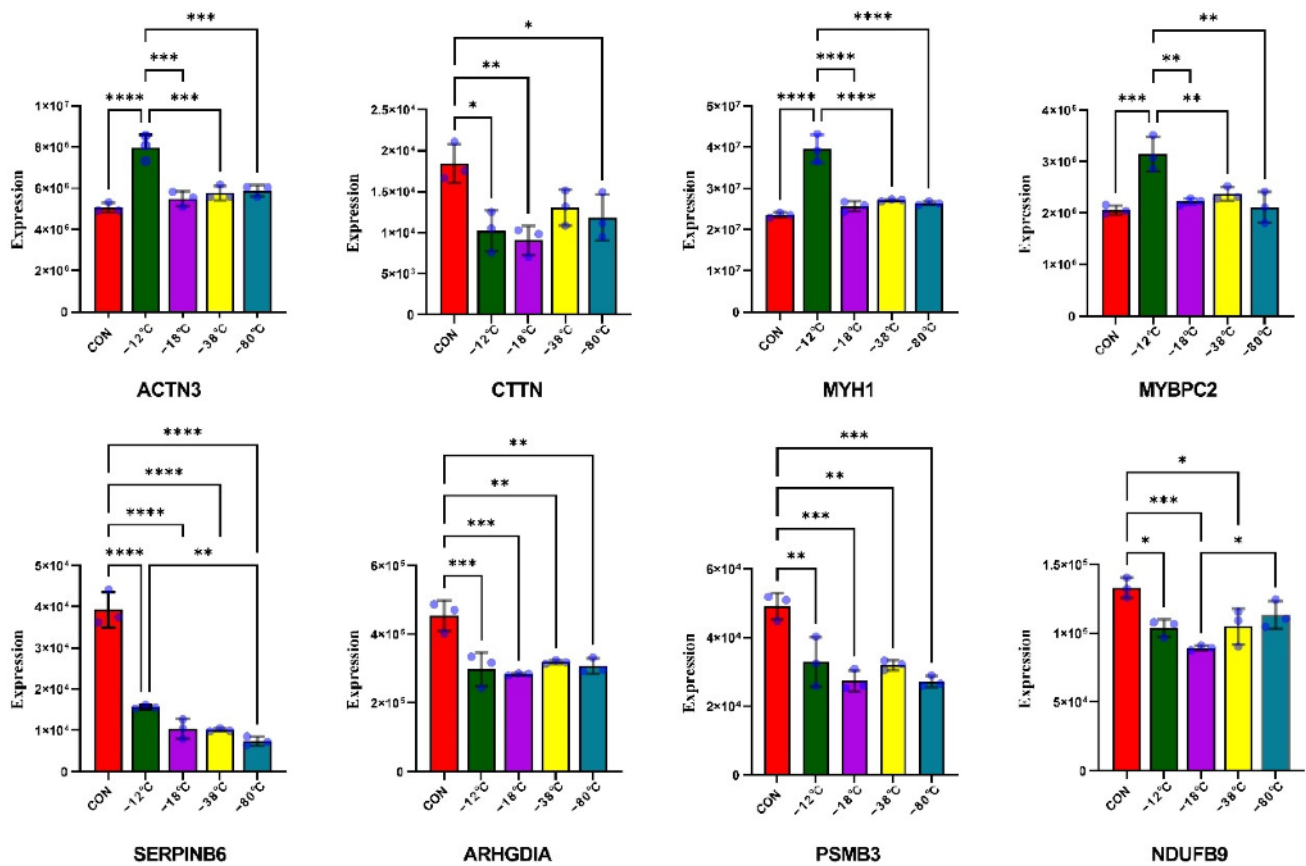 *** 
*** 
**** ***
Expression
1×10⁷
8×10⁶
6×10⁶
4×10⁶
2×10⁶
0
CON −12℃ −18℃ −38℃ −80℃
ACTN3
*
**
*
Expression
2.5×10⁴
2.0×10⁴
1.5×10⁴
1.0×10⁴
5.0×10³
0
CON −12℃ −18℃ −38℃ −80℃
CTTN
****
****
**** ****
Expression
5×10⁷
4×10⁷
3×10⁷
2×10⁷
1×10⁷
0
CON −12℃ −18℃ −38℃ −80℃
MYH1
**
**
*** **
Expression
4×10⁶
3×10⁶
2×10⁶
1×10⁶
0
CON −12℃ −18℃ −38℃ −80℃
MYBPC2
****
****
****
**** **
Expression
5×10⁴
4×10⁴
3×10⁴
2×10⁴
1×10⁴
0
CON −12℃ −18℃ −38℃ −80℃
SERPINB6
**
**
***
***
Expression
6×10⁵
4×10⁵
2×10⁵
0
CON −12℃ −18℃ −38℃ −80℃
ARHGDIA
***
**
***
**
Expression
6×10⁴
4×10⁴
2×10⁴
0
CON −12℃ −18℃ −38℃ −80℃
PSMB3
*
***
* *
Expression
1.5×10⁵
1×10⁵
5×10⁴
0
CON −12℃ −18℃ −38℃ −80℃
NDUFB9